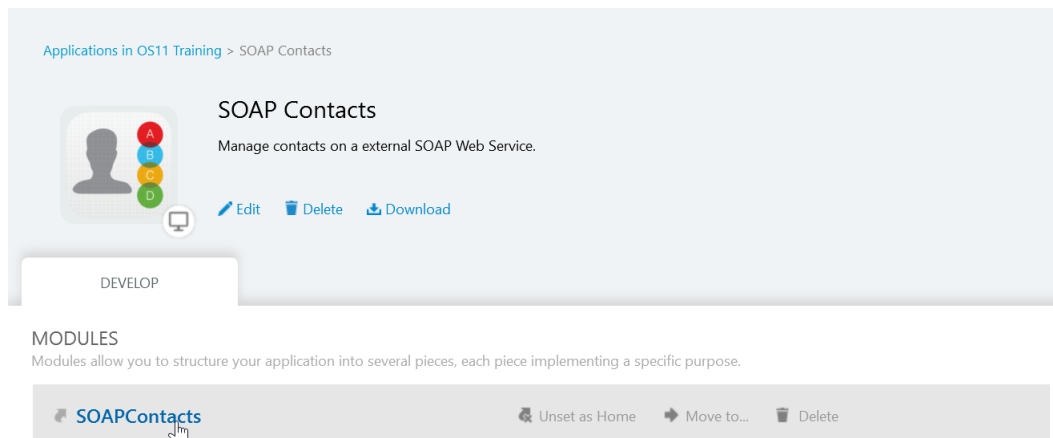 Applications in OS11 Training > SOAP Contacts
SOAP Contacts
A
Manage contacts on a external SOAP Web Service.
B
C
D
Edit Delete Download
DEVELOP
MODULES
Modules allow you to structure your application into several pieces, each piece implementing a specific purpose.
SOAPContacts Unset as Home Move to... Delete